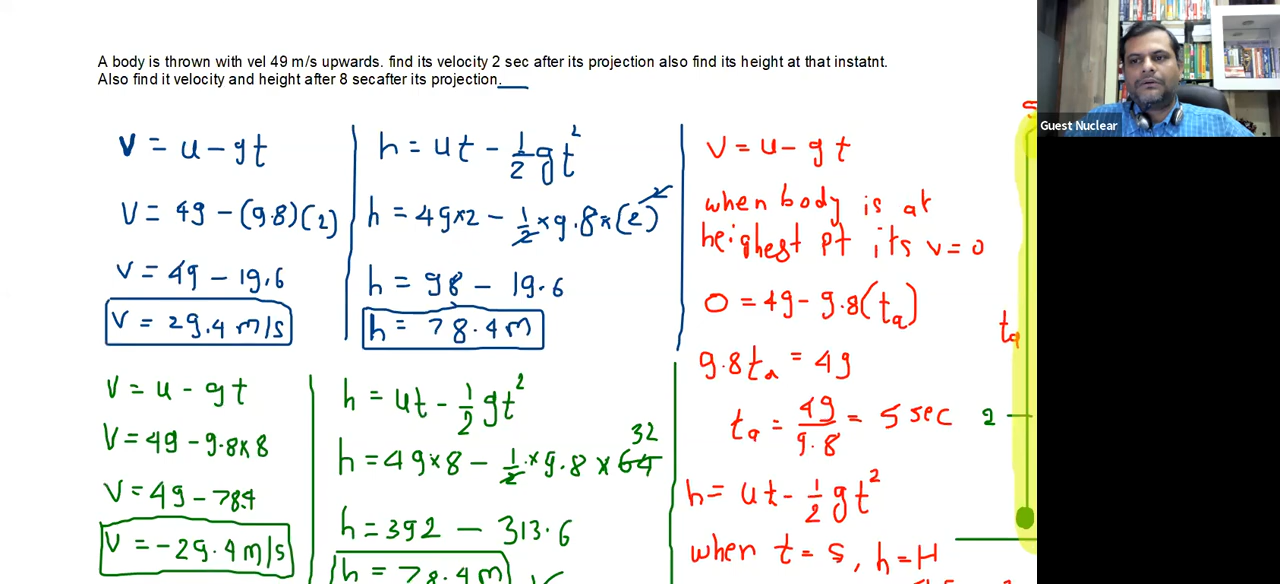 A body is thrown with vel 49 m/s upwards. find its velocity 2 sec after its projection also find its height at that instatnt.
Also find it velocity and height after 8 secafter its projection.
Guest Nuclear
v = u - gt
v = 49 - (9.8)(2)
v = 49 - 19.6
v = 29.4 m/s
h = ut - 1/2 gt²
h = 49×2 - 1/2 × 9.8 × (2)²
h = 98 - 19.6
h = 78.4 m
v = u - gt
when body is at
heighest pt its v = 0
0 = 49 - 9.8(ta)
9.8ta = 49
ta = 49/9.8 = 5 sec
h = ut - 1/2 gt²
when t = 5, h = H
ta
2
v = u - gt
v = 49 - 9.8×8
v = 49 - 78.4
v = -29.4 m/s
h = ut - 1/2 gt²
32
h = 49×8 - 1/2 × 9.8 × 64
h = 392 - 313.6
h = 78.4 m